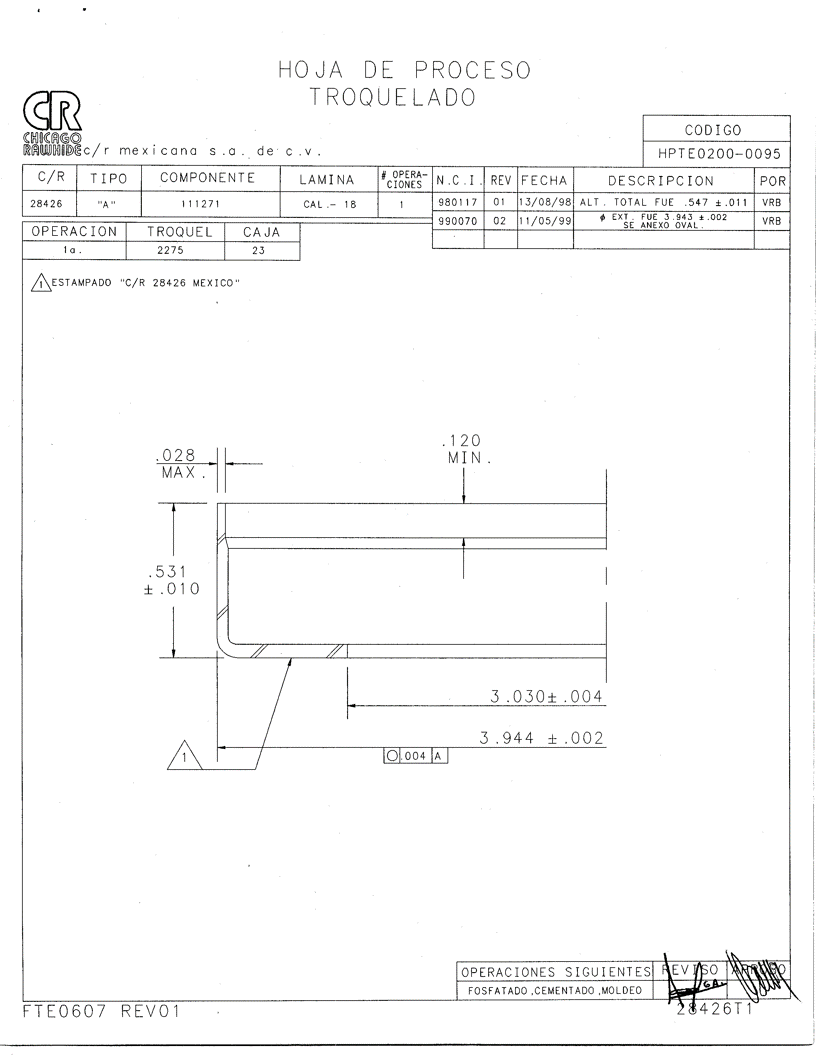 HOJA DE PROCESO
TROQUELADO
CR
CHICAGO
RAWHIDE c/r mexicana s.a. de c.v.
CODIGO
HPTE0200-0095
C/R TIPO COMPONENTE LAMINA # OPERA-CIONES N.C.I. REV FECHA DESCRIPCION POR
28426 "A" 111271 CAL.- 18 1 980117 01 13/08/98 ALT. TOTAL FUE .547 ±.011 VRB
990070 02 11/05/99 ø EXT. FUE 3.943 ±.002 SE ANEXO OVAL. VRB
OPERACION TROQUEL CAJA
1a. 2275 23
1 ESTAMPADO "C/R 28426 MEXICO"
.028
MAX.
.120
MIN.
.531
±.010
3.030±.004
3.944 ±.002
.004 A
1
OPERACIONES SIGUIENTES REVISO APROBO
FOSFATADO,CEMENTADO,MOLDEO
FTE0607 REV01
28426T1